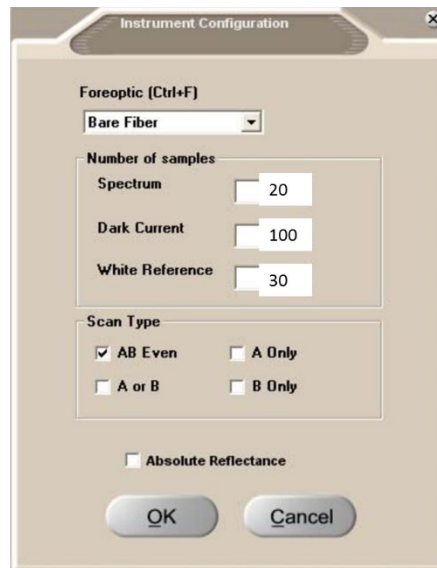 Instrument Configuration
Foreoptic (Ctrl+F)
Bare Fiber
Number of samples
Spectrum 20
Dark Current 100
White Reference 30
Scan Type
AB Even A Only
A or B B Only
Absolute Reflectance
OK Cancel